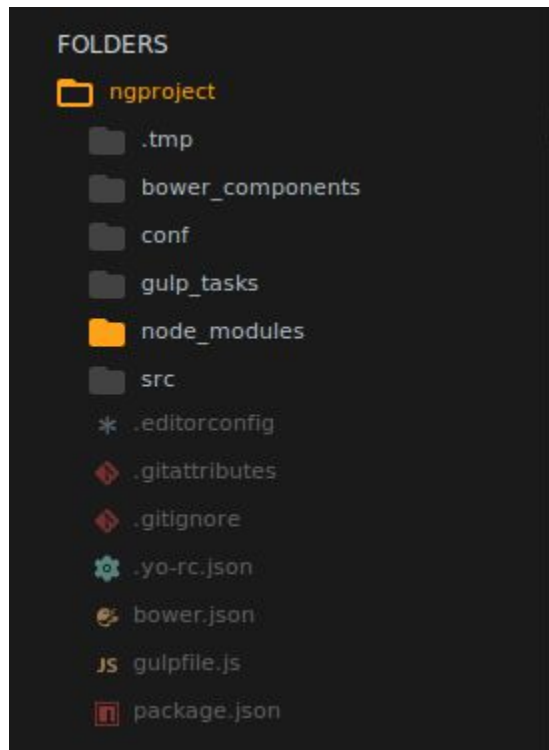 FOLDERS
ngproject
.tmp
bower_components
conf
gulp_tasks
node_modules
src
.editorconfig
.gitattributes
.gitignore
.yo-rc.json
bower.json
JS gulpfile.js
package.json